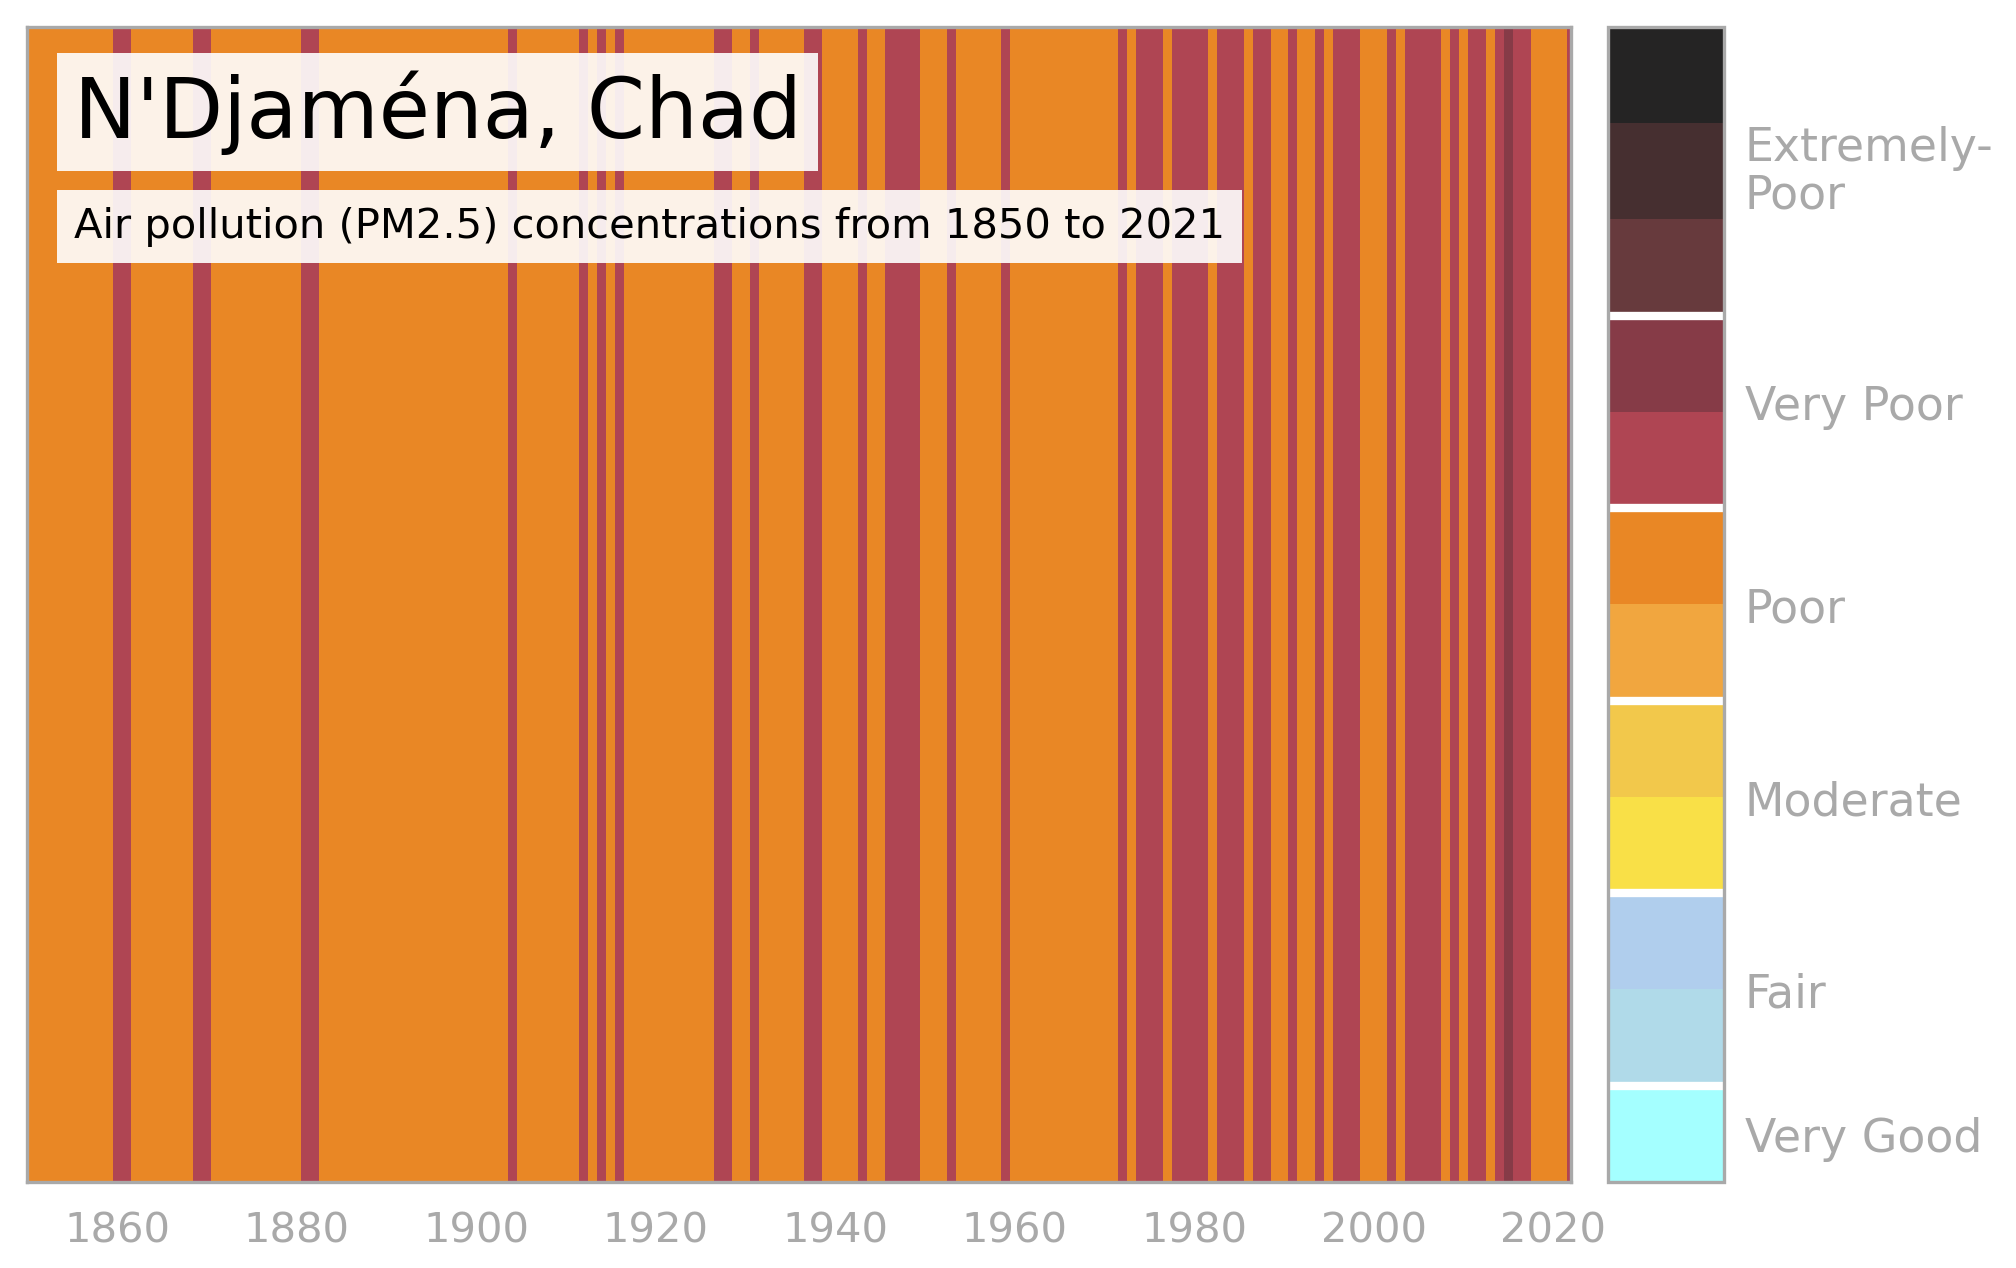 N'Djaména, Chad
Air pollution (PM2.5) concentrations from 1850 to 2021
Extremely-
Poor
Very Poor
Poor
Moderate
Fair
Very Good
1860 1880 1900 1920 1940 1960 1980 2000 2020